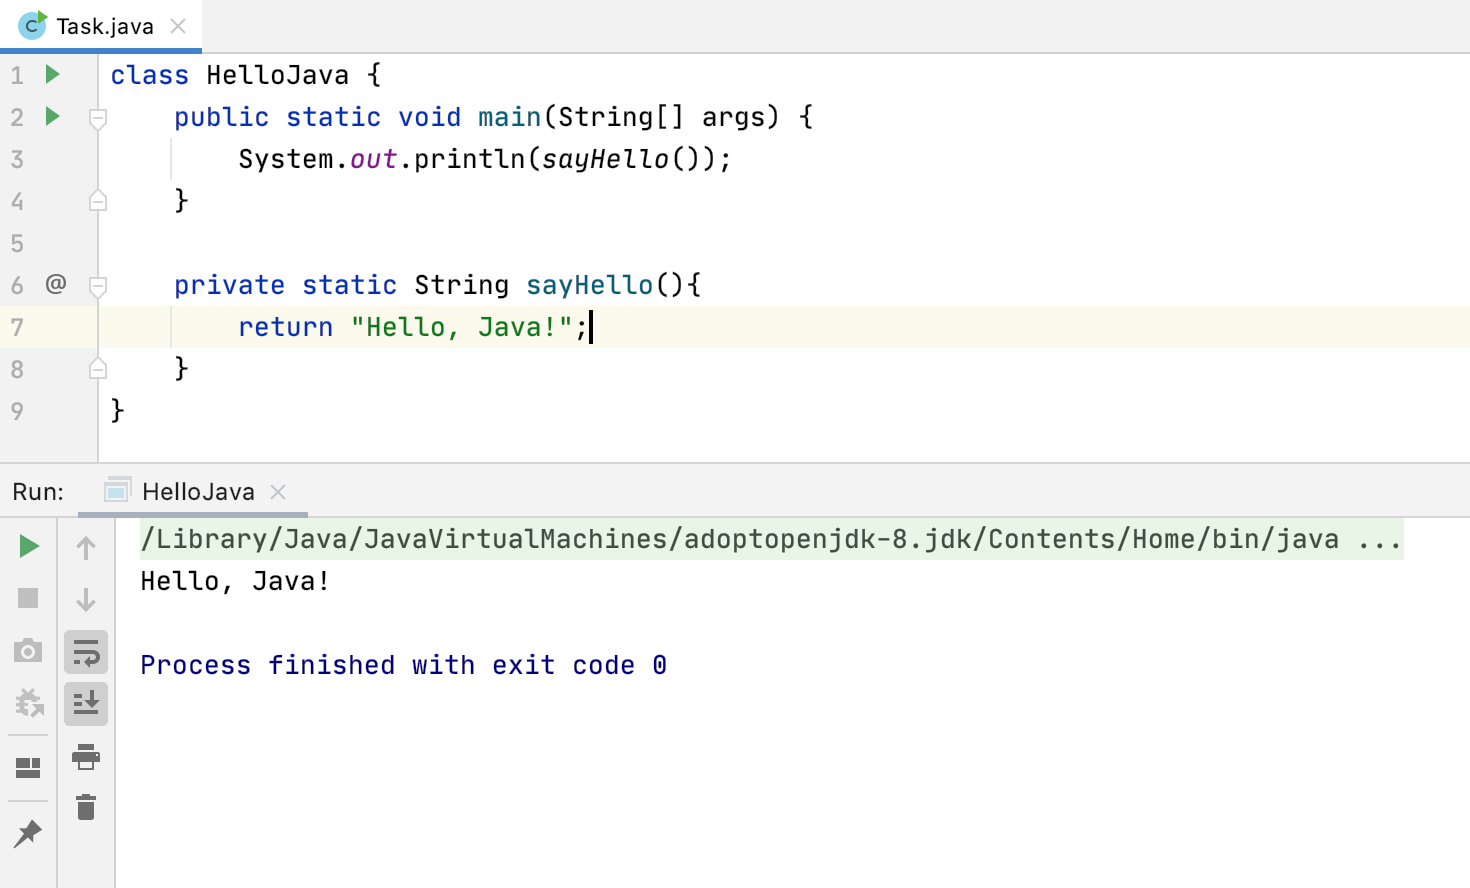 Task.java
1 class HelloJava {
2 public static void main(String[] args) {
3 System.out.println(sayHello());
4 }
5
6 @ private static String sayHello(){
7 return "Hello, Java!";
8 }
9 }
Run: HelloJava
/Library/Java/JavaVirtualMachines/adoptopenjdk-8.jdk/Contents/Home/bin/java ...
Hello, Java!
Process finished with exit code 0